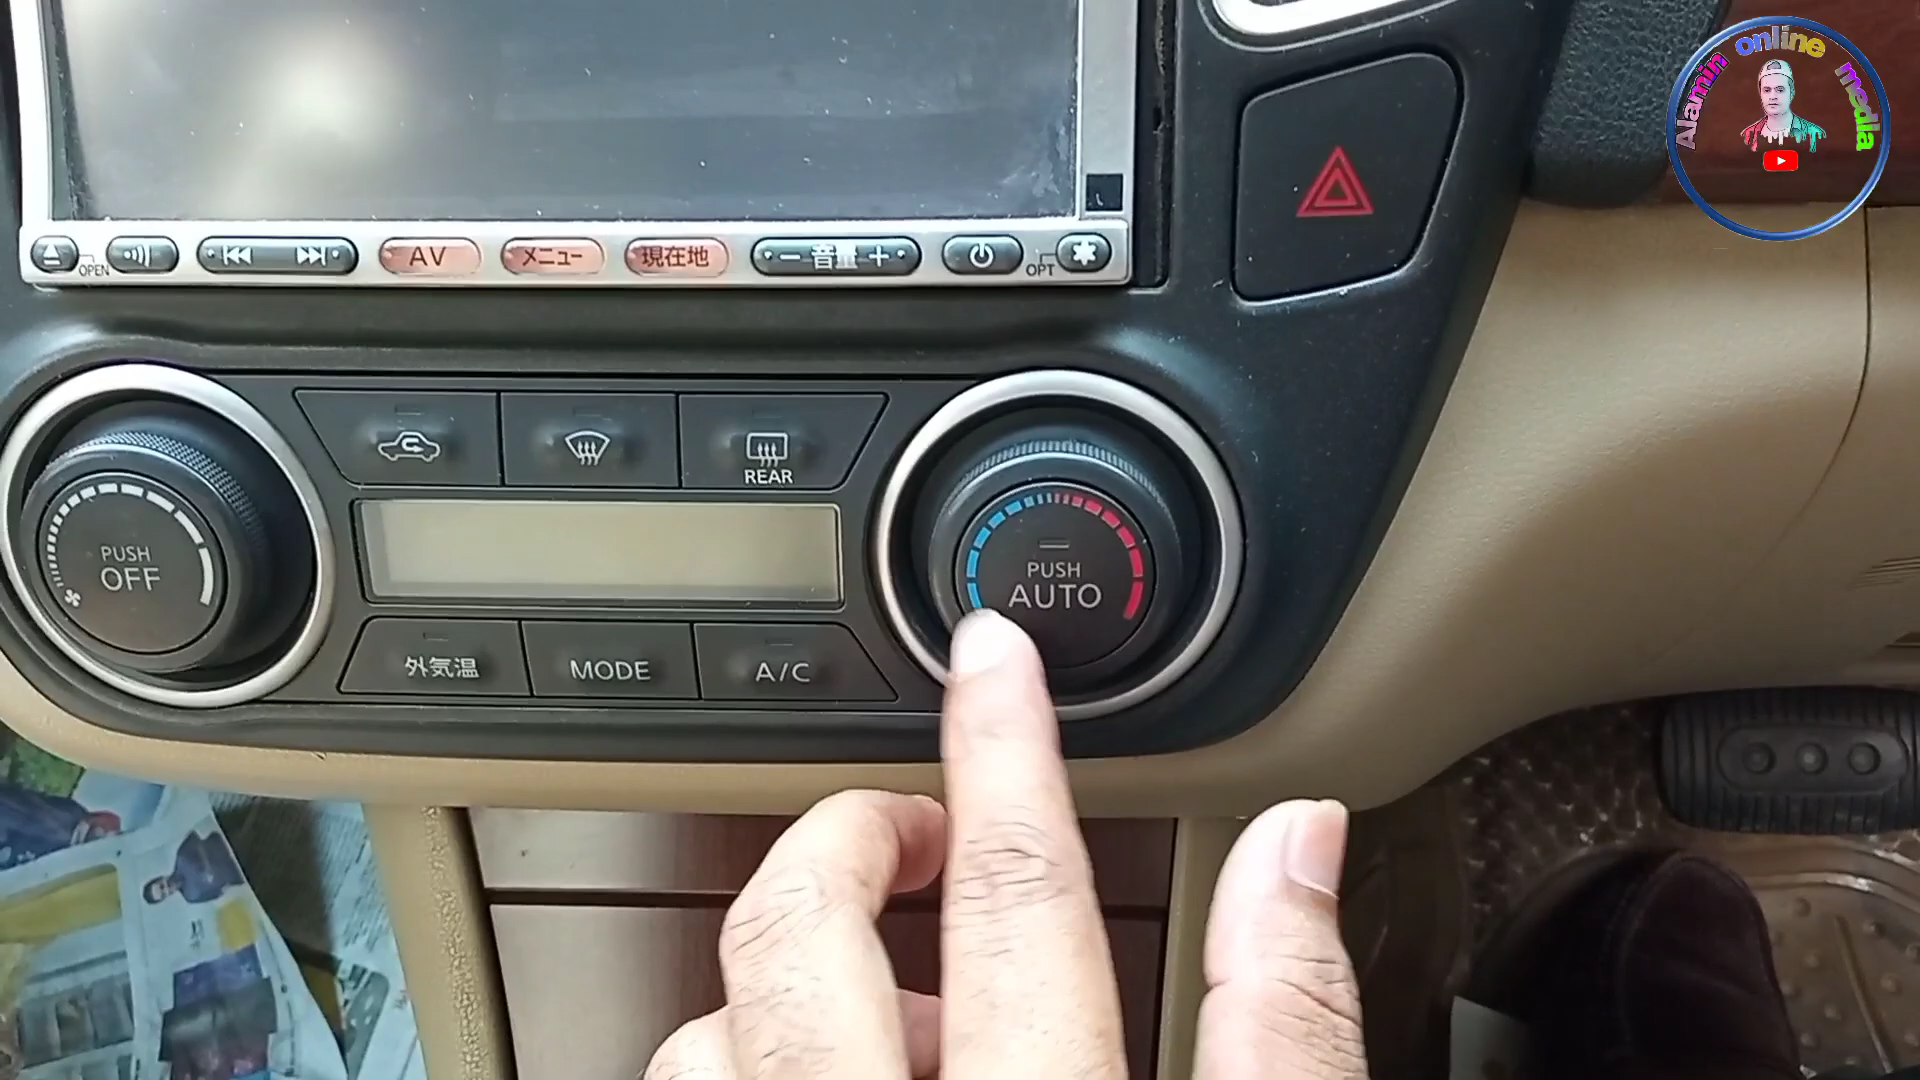 Alamin online media
OPEN
AV
メニュー
現在地
音量
OPT
REAR
PUSH
OFF
PUSH
AUTO
外気温
MODE
A/C